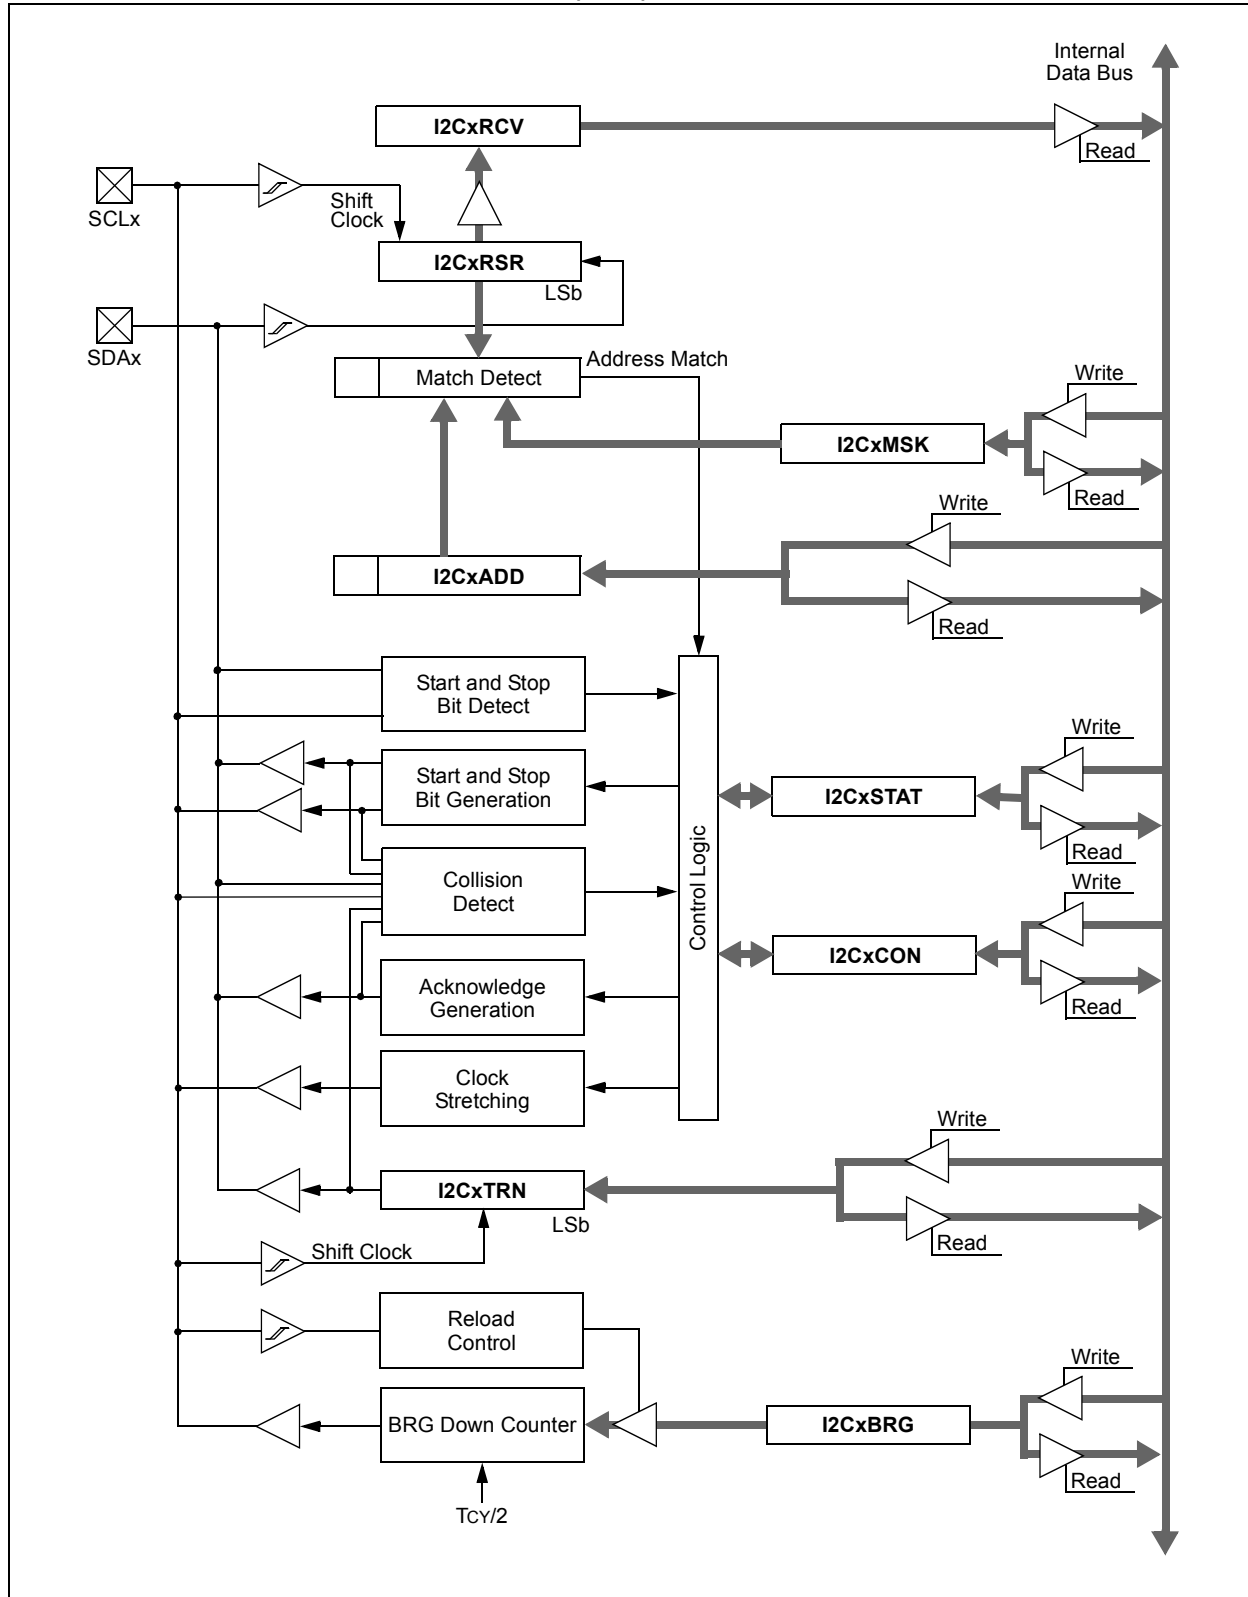 Internal
Data Bus
I2CxRCV
Read
SCLx
Shift
Clock
I2CxRSR
LSb
SDAx
Address Match
Match Detect
Write
I2CxMSK
Read
Write
I2CxADD
Read
Start and Stop
Bit Detect
Write
Start and Stop
Bit Generation
I2CxSTAT
Read
Control Logic
Collision
Detect
Write
I2CxCON
Read
Acknowledge
Generation
Clock
Stretching
Write
I2CxTRN
LSb
Read
Shift Clock
Reload
Control
Write
BRG Down Counter
I2CxBRG
Read
TCY/2